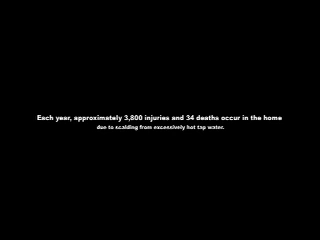 Each year, approximately 3,800 injuries and 34 deaths occur in the home
due to scalding from excessively hot tap water.